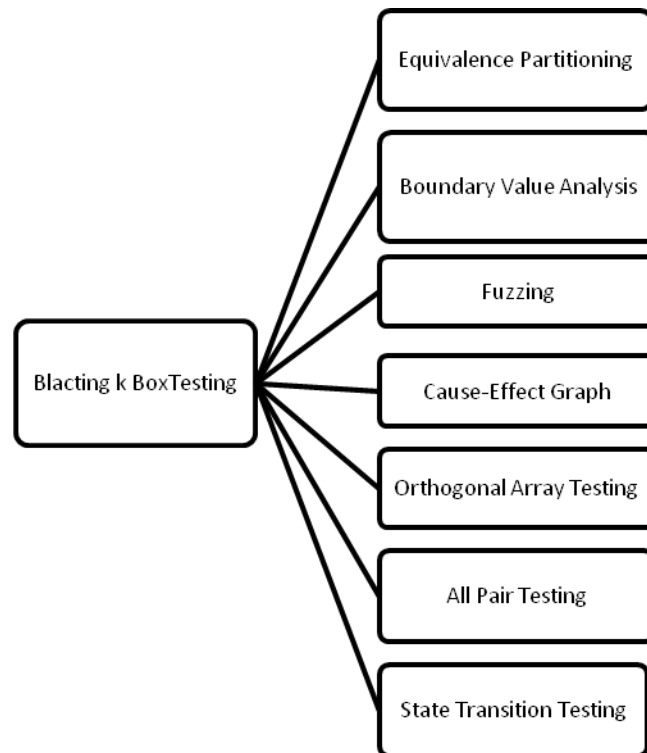 Equivalence Partitioning
Boundary Value Analysis
Fuzzing
Blacting k BoxTesting
Cause-Effect Graph
Orthogonal Array Testing
All Pair Testing
State Transition Testing